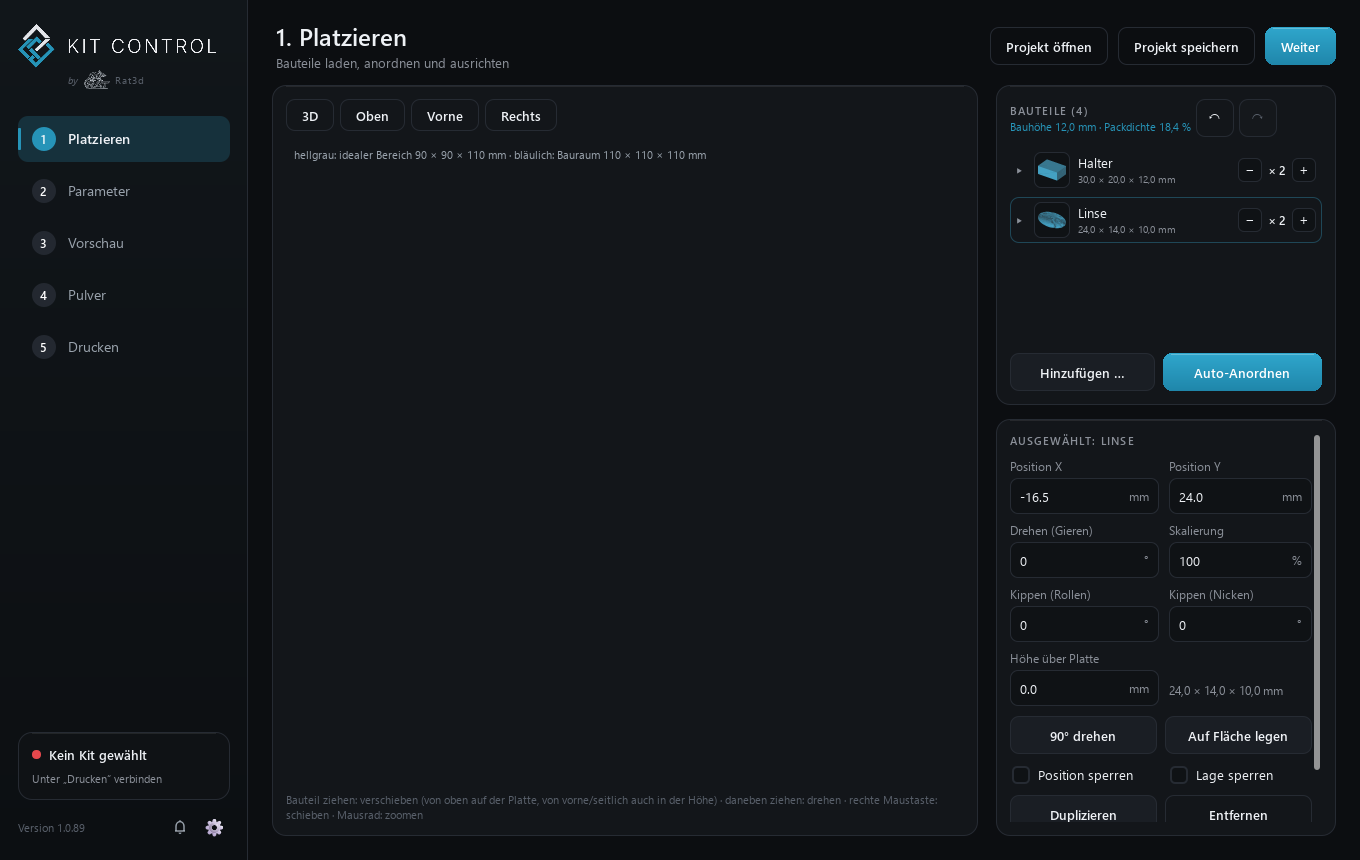 KIT CONTROL
by Rat3d
1 Platzieren
2 Parameter
3 Vorschau
4 Pulver
5 Drucken
Kein Kit gewählt
Unter „Drucken“ verbinden
Version 1.0.89
1. Platzieren
Bauteile laden, anordnen und ausrichten
Projekt öffnen
Projekt speichern
Weiter
3D
Oben
Vorne
Rechts
hellgrau: idealer Bereich 90 × 90 × 110 mm · bläulich: Bauraum 110 × 110 × 110 mm
Bauteil ziehen: verschieben (von oben auf der Platte, von vorne/seitlich auch in der Höhe) · daneben ziehen: drehen · rechte Maustaste:
schieben · Mausrad: zoomen
BAUTEILE (4)
Bauhöhe 12,0 mm · Packdichte 18,4 %
Halter
30,0 × 20,0 × 12,0 mm
− × 2 +
Linse
24,0 × 14,0 × 10,0 mm
− × 2 +
Hinzufügen ...
Auto-Anordnen
AUSGEWÄHLT: LINSE
Position X
Position Y
-16.5 mm
24.0 mm
Drehen (Gieren)
Skalierung
0 °
100 %
Kippen (Rollen)
Kippen (Nicken)
0 °
0 °
Höhe über Platte
0.0 mm
24,0 × 14,0 × 10,0 mm
90° drehen
Auf Fläche legen
Position sperren
Lage sperren
Duplizieren
Entfernen